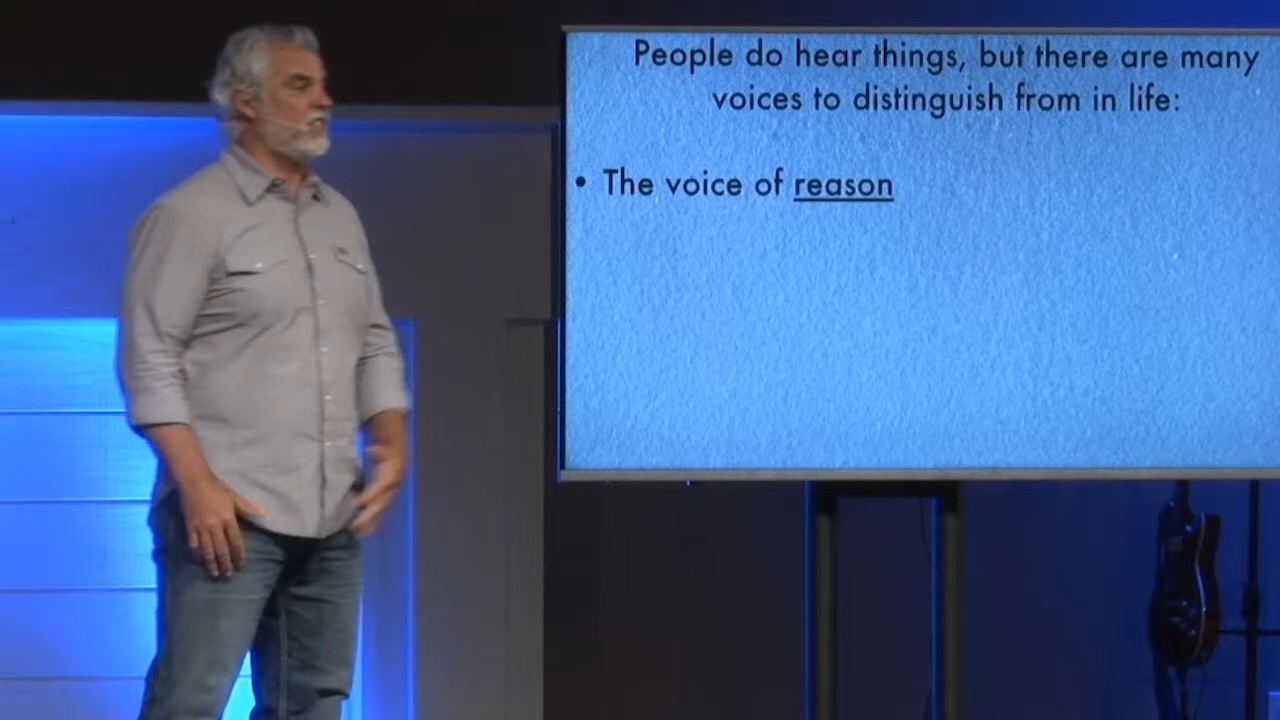 People do hear things, but there are many
voices to distinguish from in life:
• The voice of reason